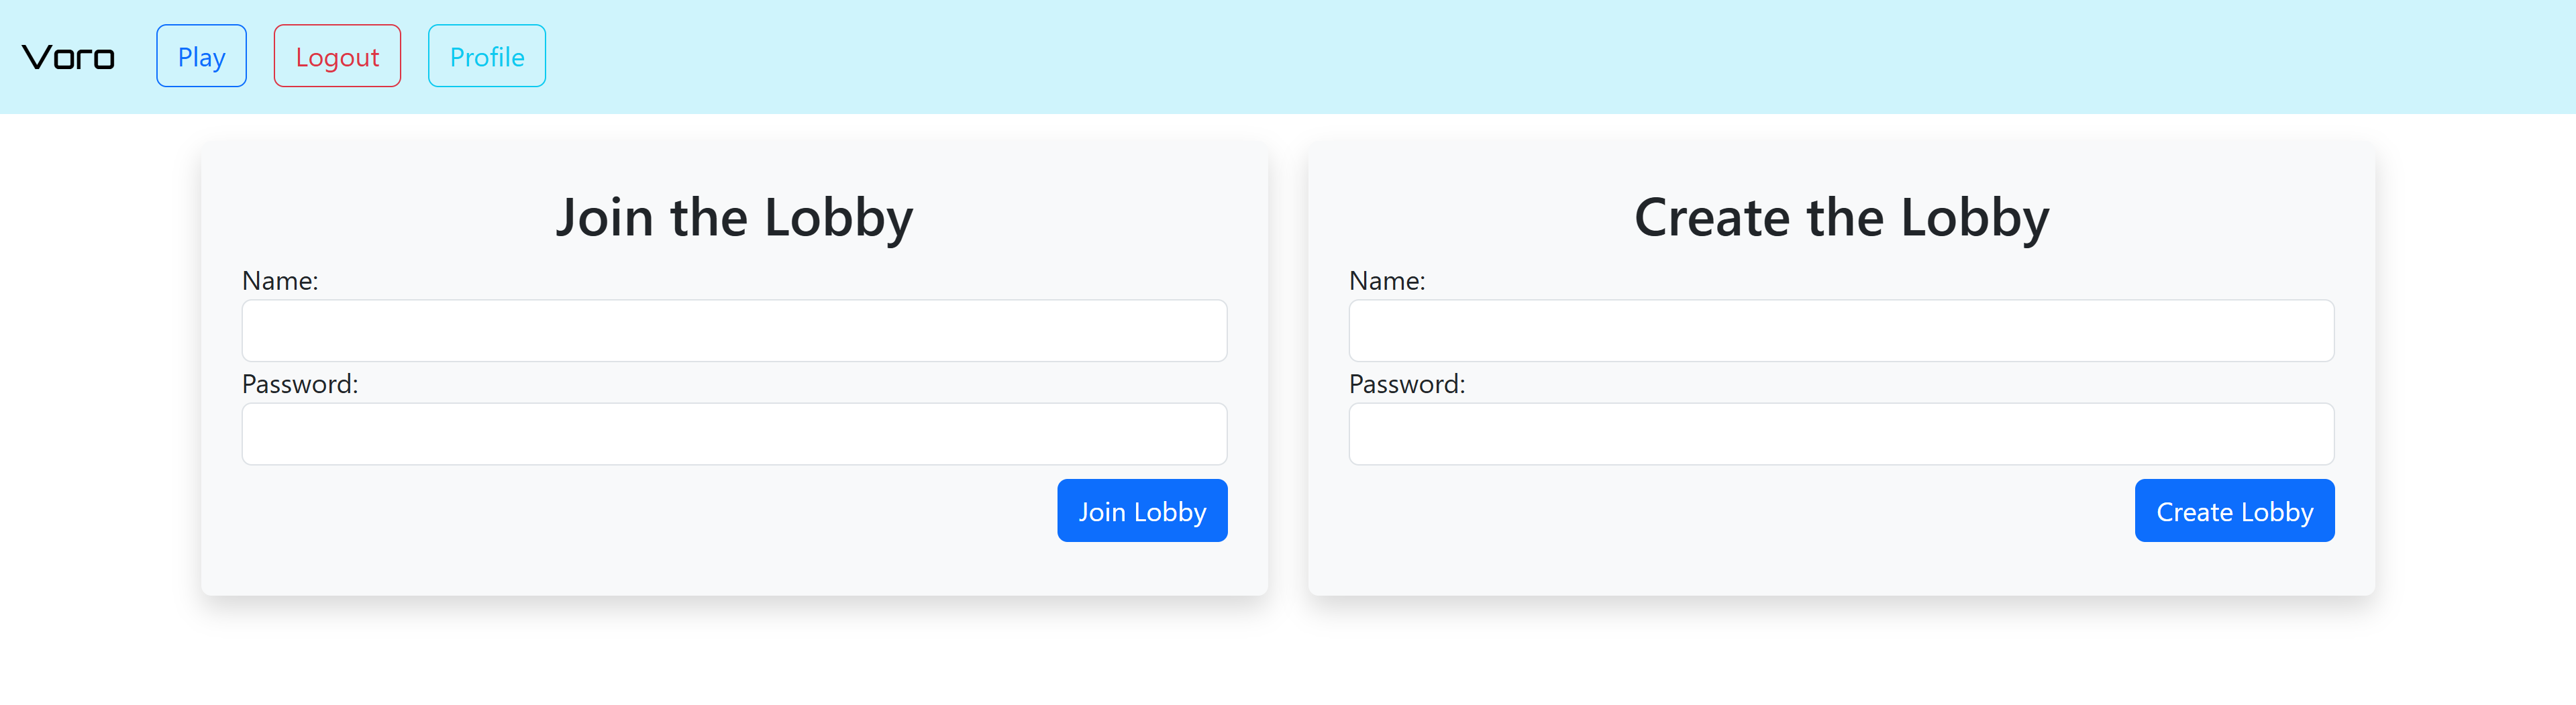 Voro Play Logout Profile
Join the Lobby
Name:
Password:
Join Lobby
Create the Lobby
Name:
Password:
Create Lobby